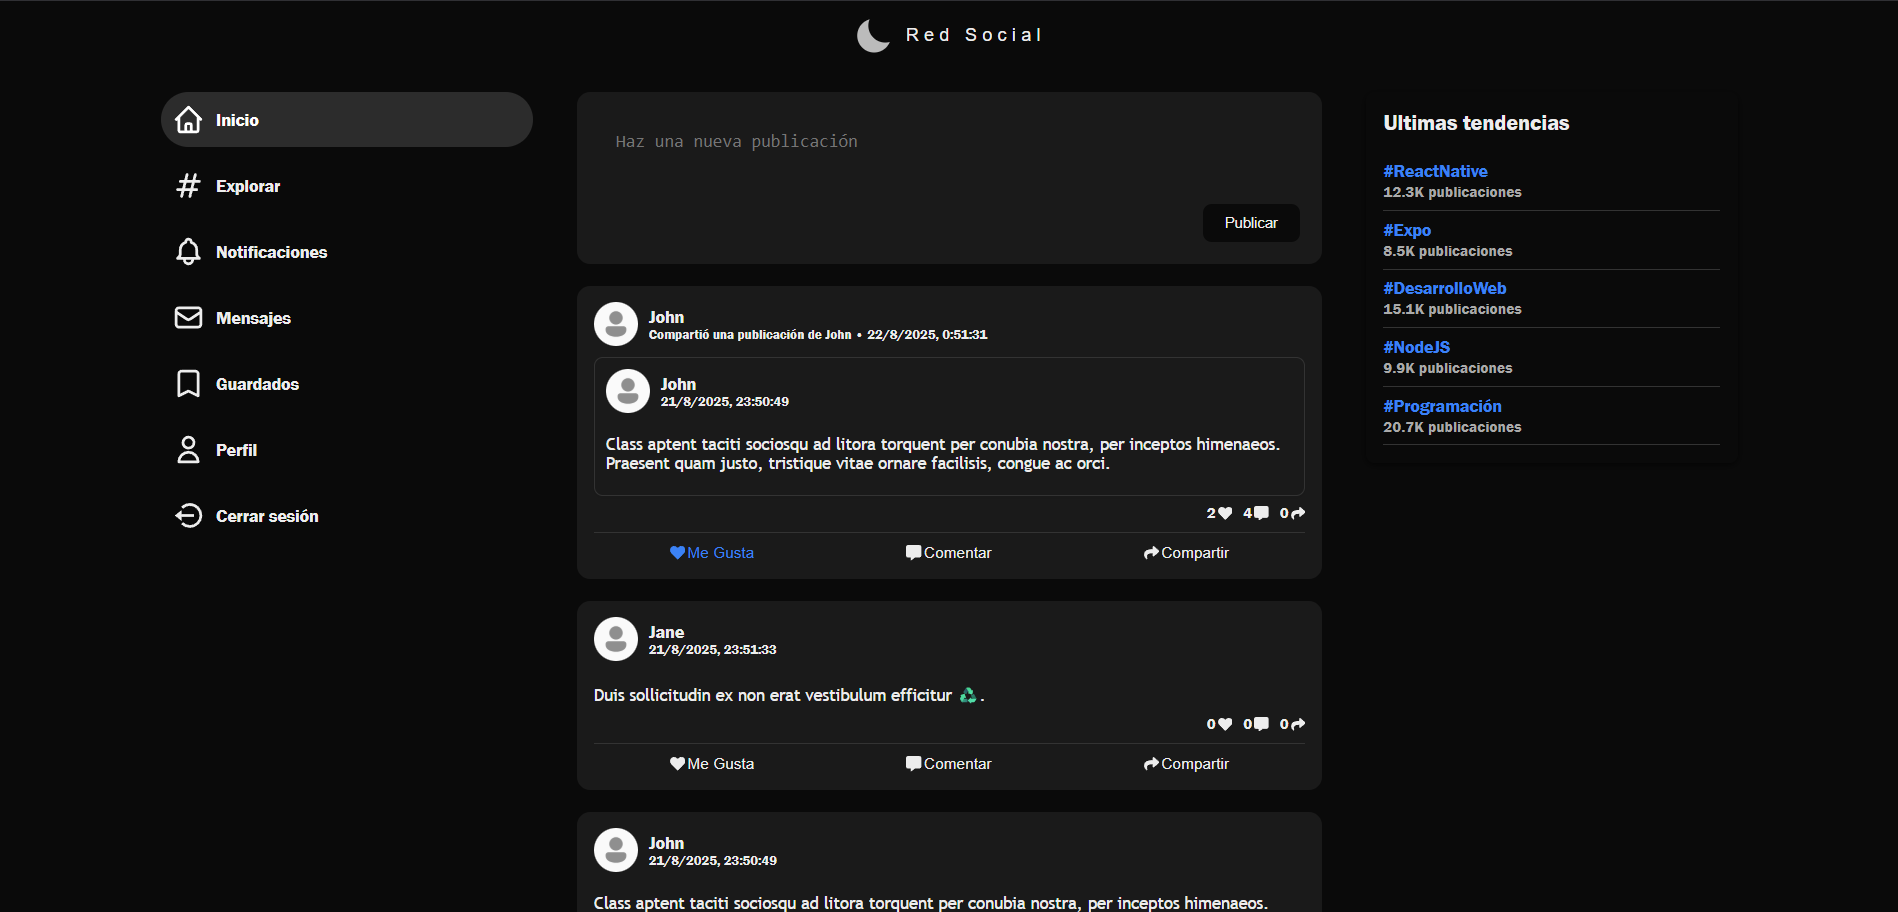 Red Social
Inicio
Explorar
Notificaciones
Mensajes
Guardados
Perfil
Cerrar sesión
Haz una nueva publicación
Publicar
John
Compartió una publicación de John • 22/8/2025, 0:51:31
John
21/8/2025, 23:50:49
Class aptent taciti sociosqu ad litora torquent per conubia nostra, per inceptos himenaeos.
Praesent quam justo, tristique vitae ornare facilisis, congue ac orci.
2 4 0
Me Gusta Comentar Compartir
Jane
21/8/2025, 23:51:33
Duis sollicitudin ex non erat vestibulum efficitur ♻️.
0 0 0
Me Gusta Comentar Compartir
John
21/8/2025, 23:50:49
Class aptent taciti sociosqu ad litora torquent per conubia nostra, per inceptos himenaeos.
Ultimas tendencias
#ReactNative
12.3K publicaciones
#Expo
8.5K publicaciones
#DesarrolloWeb
15.1K publicaciones
#NodeJS
9.9K publicaciones
#Programación
20.7K publicaciones